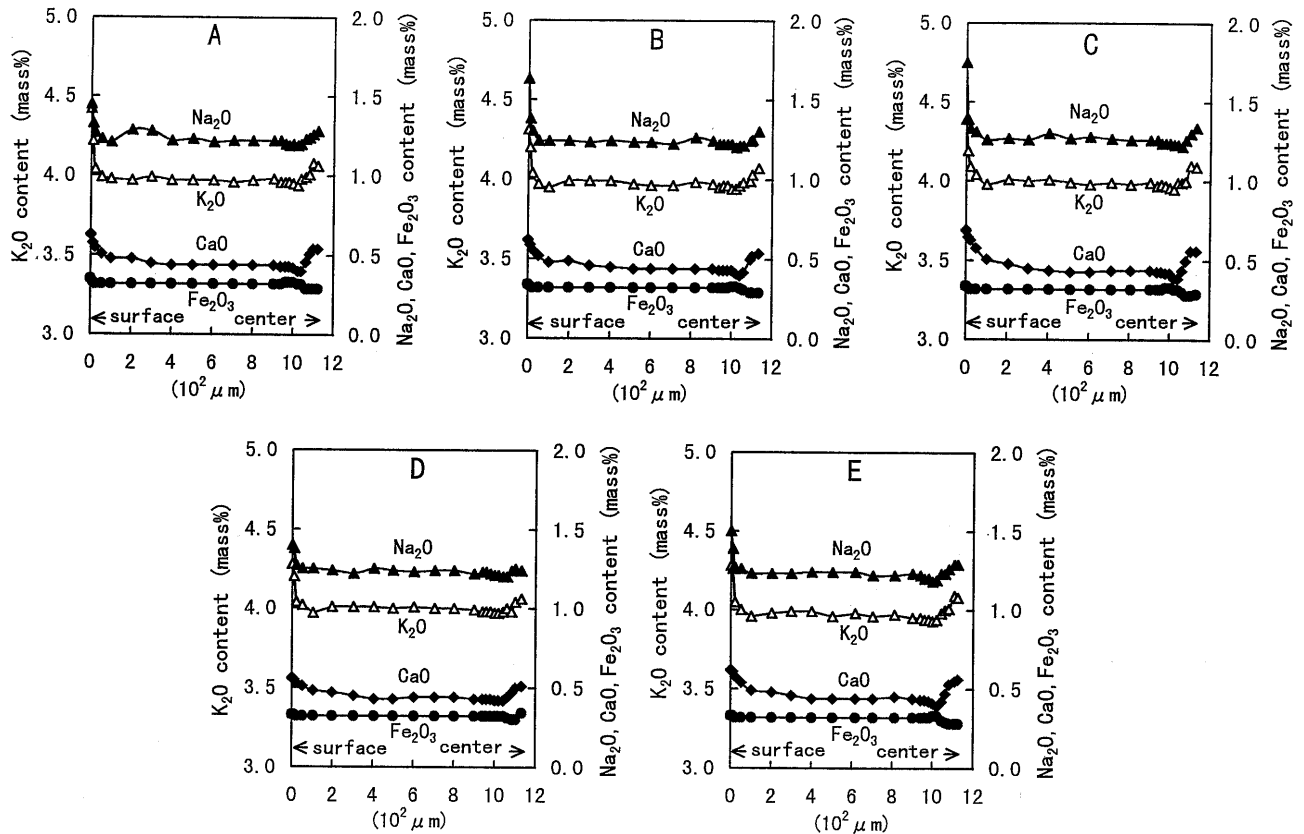 A
K₂O content (mass%)
5.0
4.5
4.0
3.5
3.0
Na₂O
K₂O
CaO
Fe₂O₃
← surface center →
2.0
1.5
1.0
0.5
0.0
Na₂O, CaO, Fe₂O₃ content (mass%)
0 2 4 6 8 10 12
(10² μm)
B
K₂O content (mass%)
5.0
4.5
4.0
3.5
3.0
Na₂O
K₂O
CaO
Fe₂O₃
← surface center →
2.0
1.5
1.0
0.5
0.0
Na₂O, CaO, Fe₂O₃ content (mass%)
0 2 4 6 8 10 12
(10² μm)
C
K₂O content (mass%)
5.0
4.5
4.0
3.5
3.0
Na₂O
K₂O
CaO
Fe₂O₃
← surface center →
2.0
1.5
1.0
0.5
0.0
Na₂O, CaO, Fe₂O₃ content (mass%)
0 2 4 6 8 10 12
(10² μm)
D
K₂O content (mass%)
5.0
4.5
4.0
3.5
3.0
Na₂O
K₂O
CaO
Fe₂O₃
← surface center →
2.0
1.5
1.0
0.5
0.0
Na₂O, CaO, Fe₂O₃ content (mass%)
0 2 4 6 8 10 12
(10² μm)
E
K₂O content (mass%)
5.0
4.5
4.0
3.5
3.0
Na₂O
K₂O
CaO
Fe₂O₃
← surface center →
2.0
1.5
1.0
0.5
0.0
Na₂O, CaO, Fe₂O₃ content (mass%)
0 2 4 6 8 10 12
(10² μm)